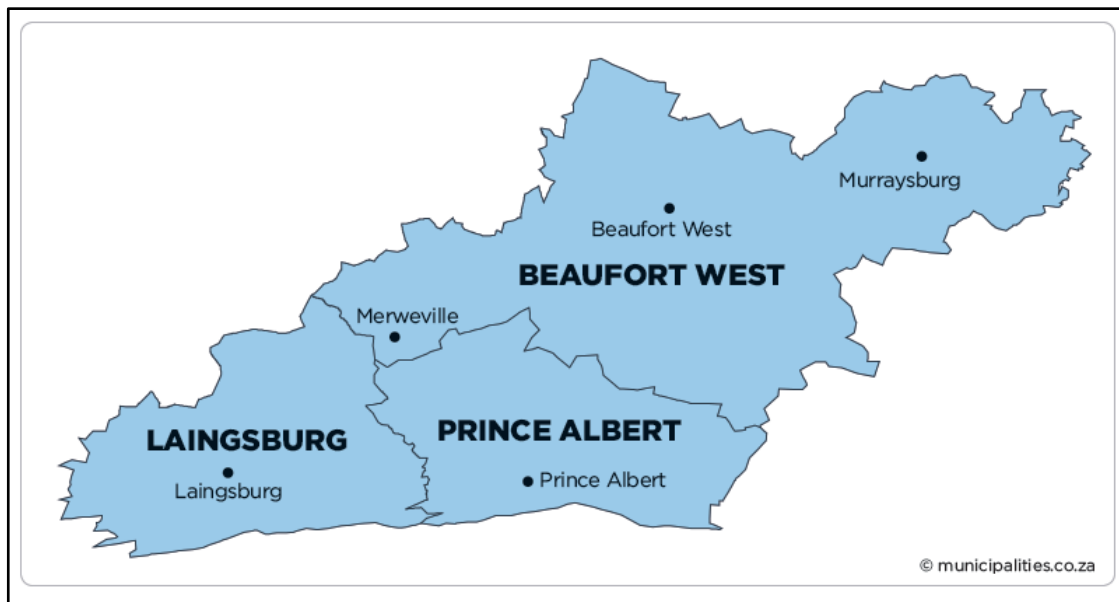 Murraysburg
Beaufort West
BEAUFORT WEST
Merweville
LAINGSBURG
PRINCE ALBERT
Laingsburg
Prince Albert
© municipalities.co.za